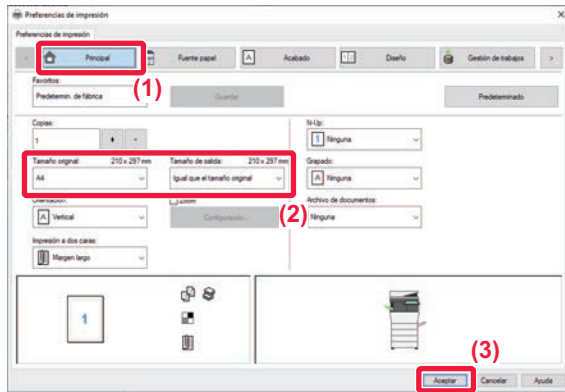 Preferencias de impresión
Preferencias de impresión
Principal
Fuente papel
A Acabado
Diseño
Gestión de trabajos
(1)
Favoritos:
Predetermin. de fábrica
Guardar
Predeterminado
Copias:
1
+ -
N-Up:
1 Ninguna
Tamaño original: 210 x 297 mm
Tamaño de salida: 210 x 297 mm
A4
Igual que el tamaño original
Grapado:
A Ninguna
(2)
Orientación:
Zoom
A Vertical
Configuración...
Archivo de documentos:
Ninguna
Impresión a dos caras:
Margen largo
1
(3)
Aceptar
Cancelar
Ayuda